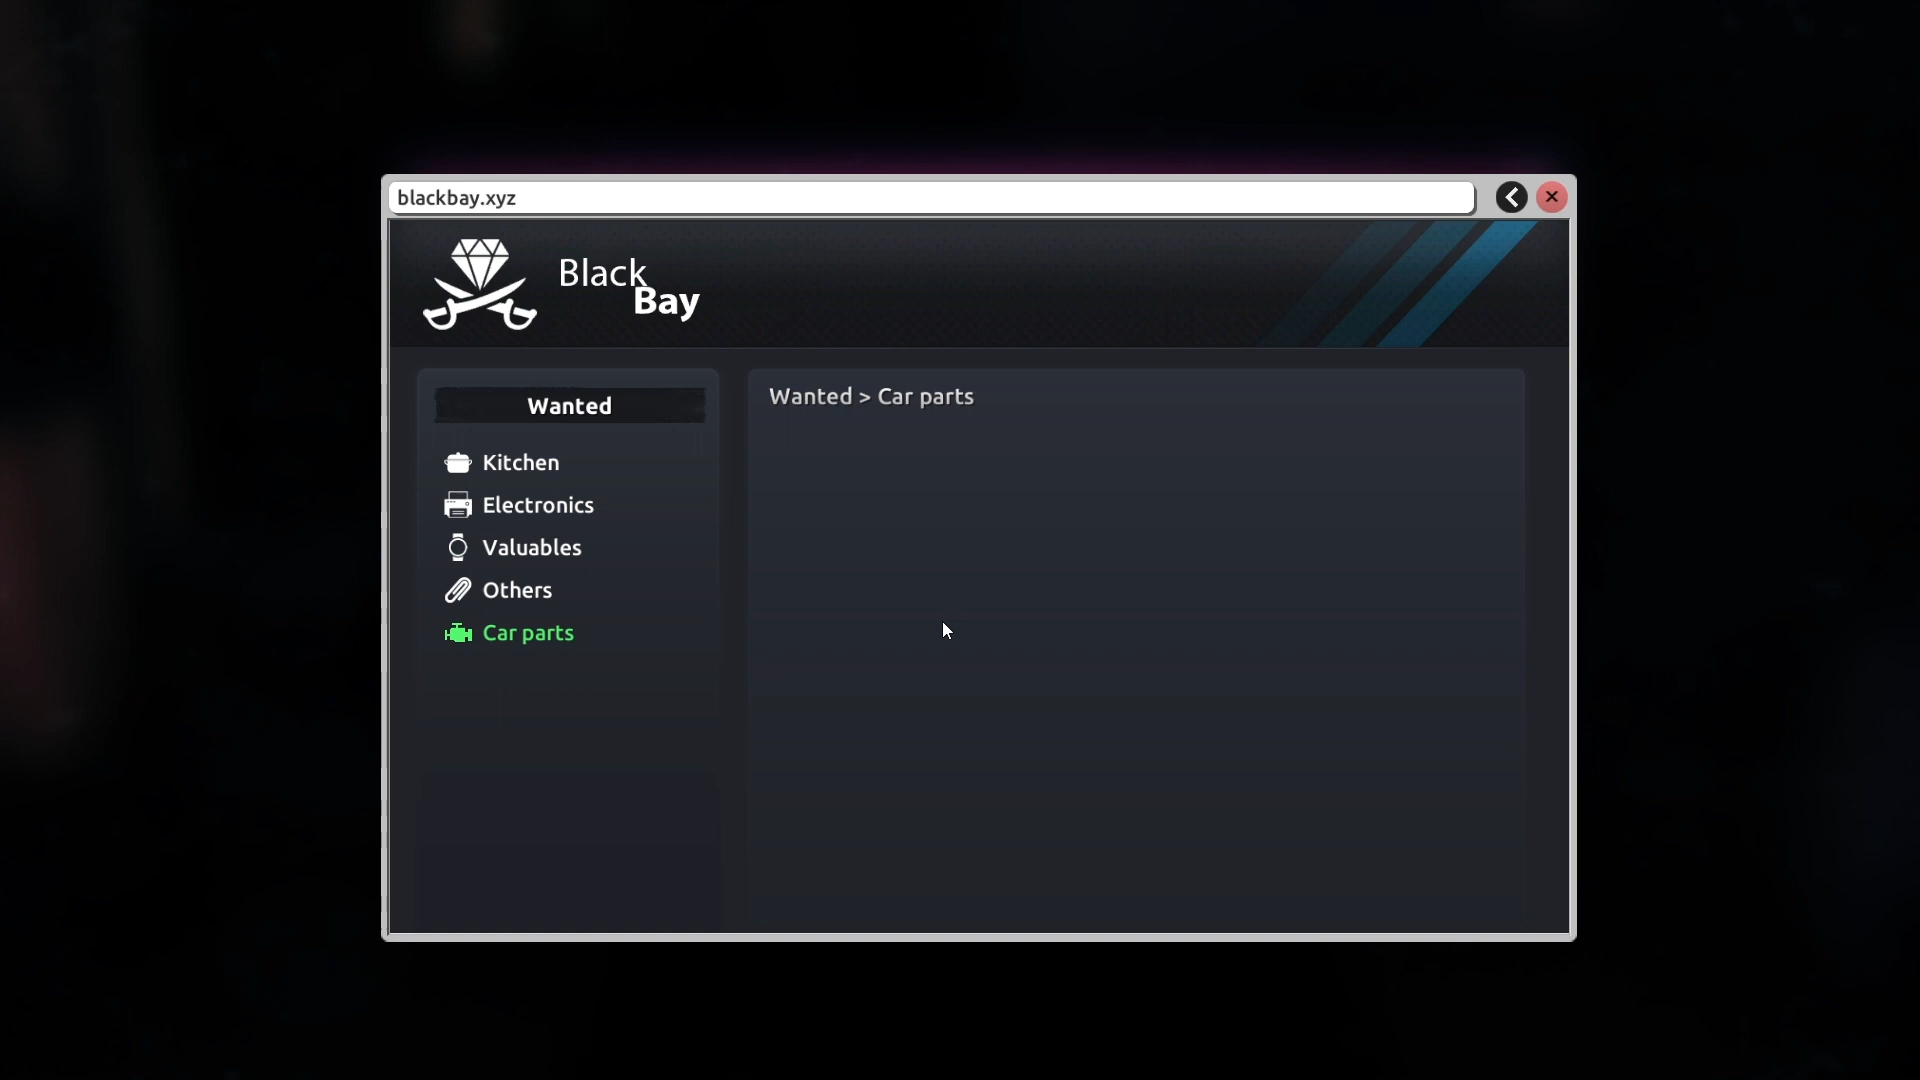 blackbay.xyz
Black
Bay
Wanted
Wanted > Car parts
Kitchen
Electronics
Valuables
Others
Car parts